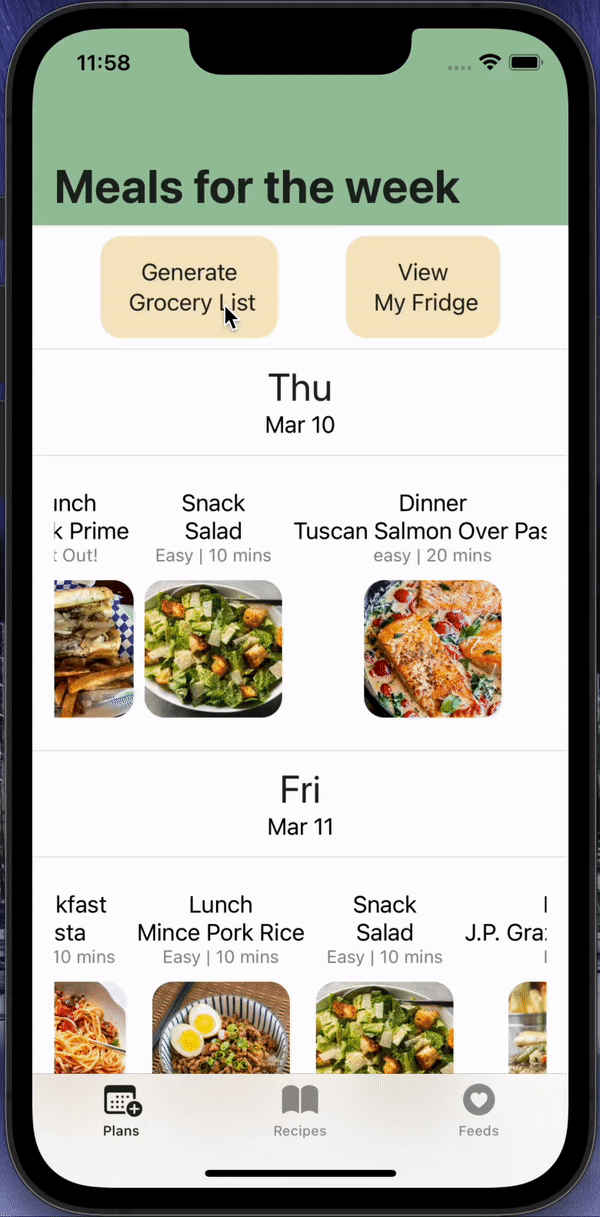 11:58
Meals for the week
Generate
Grocery List
View
My Fridge
Thu
Mar 10
unch
k Prime
t Out!
Snack
Salad
Easy | 10 mins
Dinner
Tuscan Salmon Over Pas
easy | 20 mins
Fri
Mar 11
kfast
sta
10 mins
Lunch
Mince Pork Rice
Easy | 10 mins
Snack
Salad
Easy | 10 mins
J.P. Graz
Plans
Recipes
Feeds